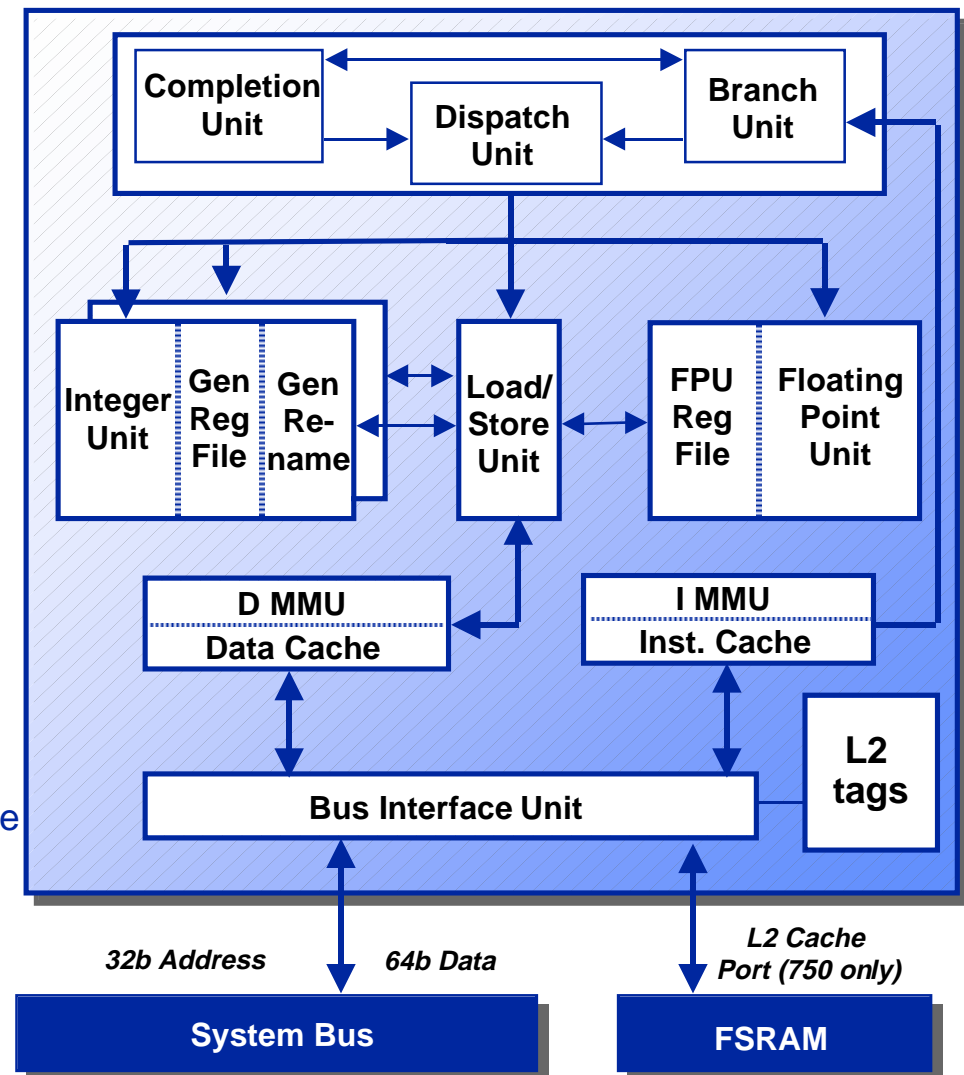 Completion
Unit
Dispatch
Unit
Branch
Unit
Integer
Unit
Gen
Reg
File
Gen
Re-
name
Load/
Store
Unit
FPU
Reg
File
Floating
Point
Unit
D MMU
Data Cache
I MMU
Inst. Cache
L2
tags
Bus Interface Unit
e
32b Address
64b Data
L2 Cache
Port (750 only)
System Bus
FSRAM